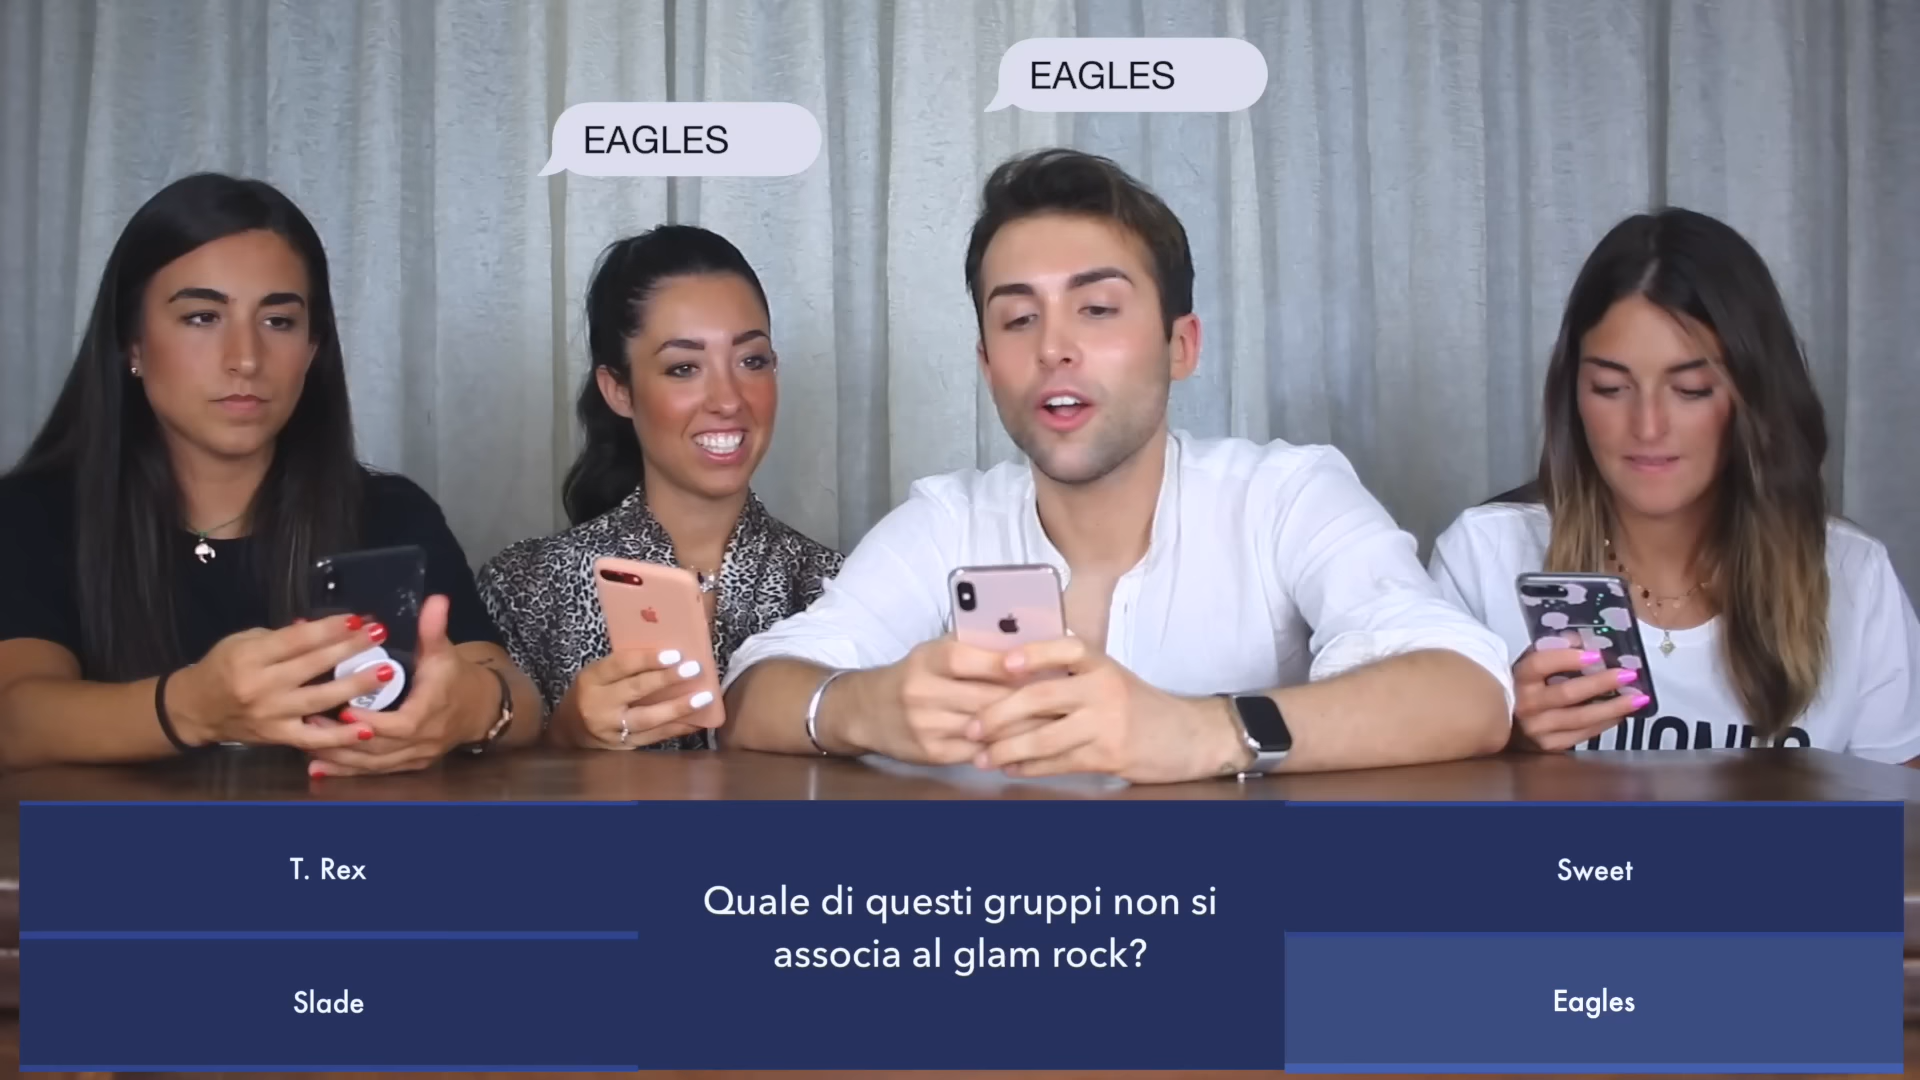 EAGLES
EAGLES
T. Rex
Slade
Quale di questi gruppi non si
associa al glam rock?
Sweet
Eagles